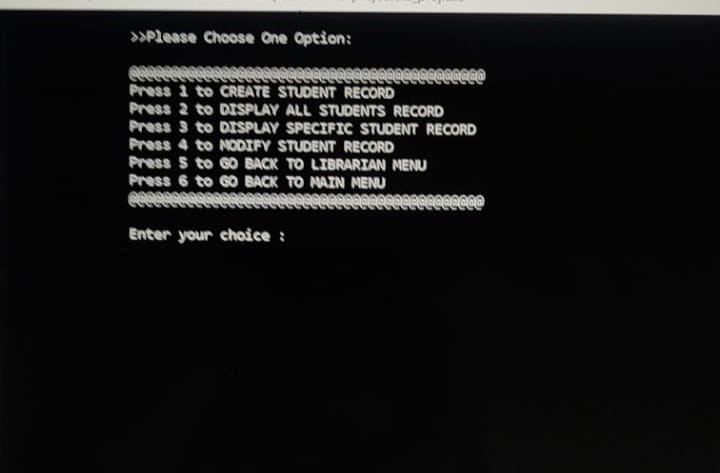 >>Please Choose One Option:
@@@@@@@@@@@@@@@@@@@@@@@@@@@@@@@@@@@@@@@@@@@
Press 1 to CREATE STUDENT RECORD
Press 2 to DISPLAY ALL STUDENTS RECORD
Press 3 to DISPLAY SPECIFIC STUDENT RECORD
Press 4 to MODIFY STUDENT RECORD
Press 5 to GO BACK TO LIBRARIAN MENU
Press 6 to GO BACK TO MAIN MENU
@@@@@@@@@@@@@@@@@@@@@@@@@@@@@@@@@@@@@@@@@@@
Enter your choice :